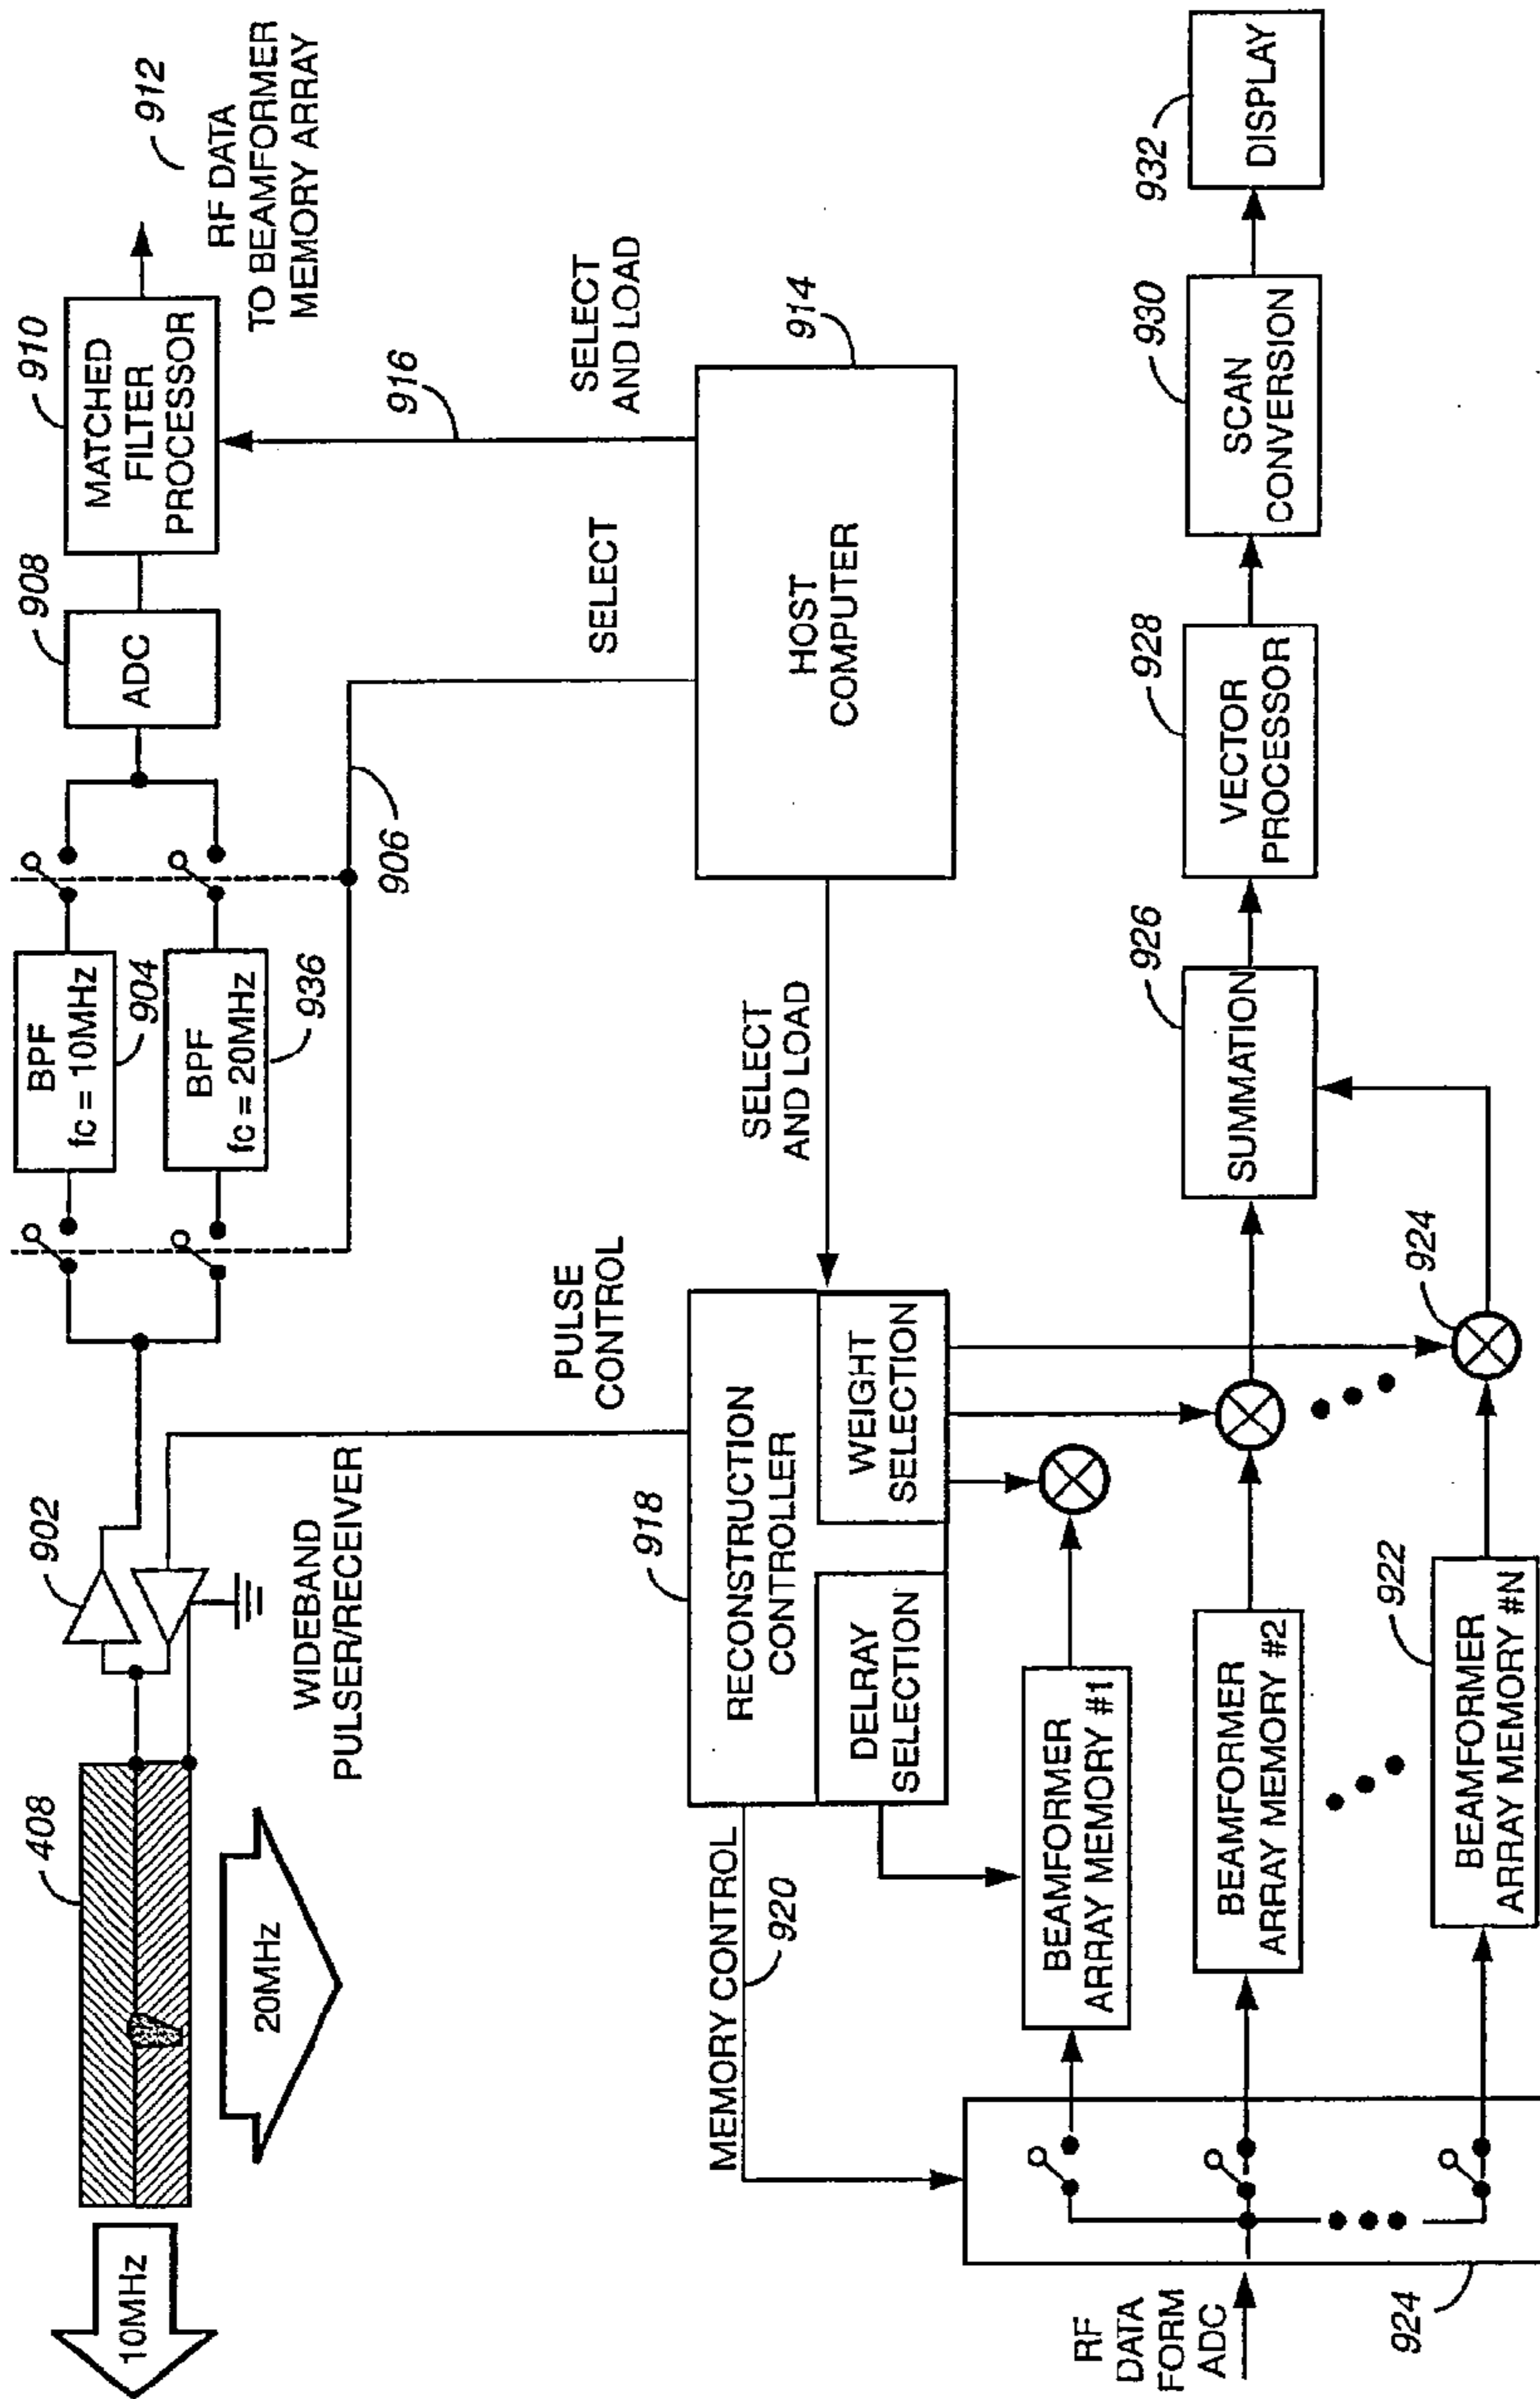 10MHz
20MHz
408
902
WIDEBAND
PULSER/RECEIVER
BPF
fc = 10MHz
904
BPF
fc = 20MHz
936
906
ADC
908
MATCHED
FILTER
PROCESSOR
910
912
RF DATA
TO BEAMFORMER
MEMORY ARRAY
PULSE
CONTROL
SELECT
916
SELECT
AND LOAD
HOST
COMPUTER
914
SELECT
AND LOAD
RECONSTRUCTION
CONTROLLER
918
DELRAY
SELECTION
WEIGHT
SELECTION
MEMORY CONTROL
920
RF
DATA
FORM
ADC
924
BEAMFORMER
ARRAY MEMORY #1
BEAMFORMER
ARRAY MEMORY #2
BEAMFORMER
ARRAY MEMORY #N
922
924
SUMMATION
926
VECTOR
PROCESSOR
928
SCAN
CONVERSION
930
DISPLAY
932